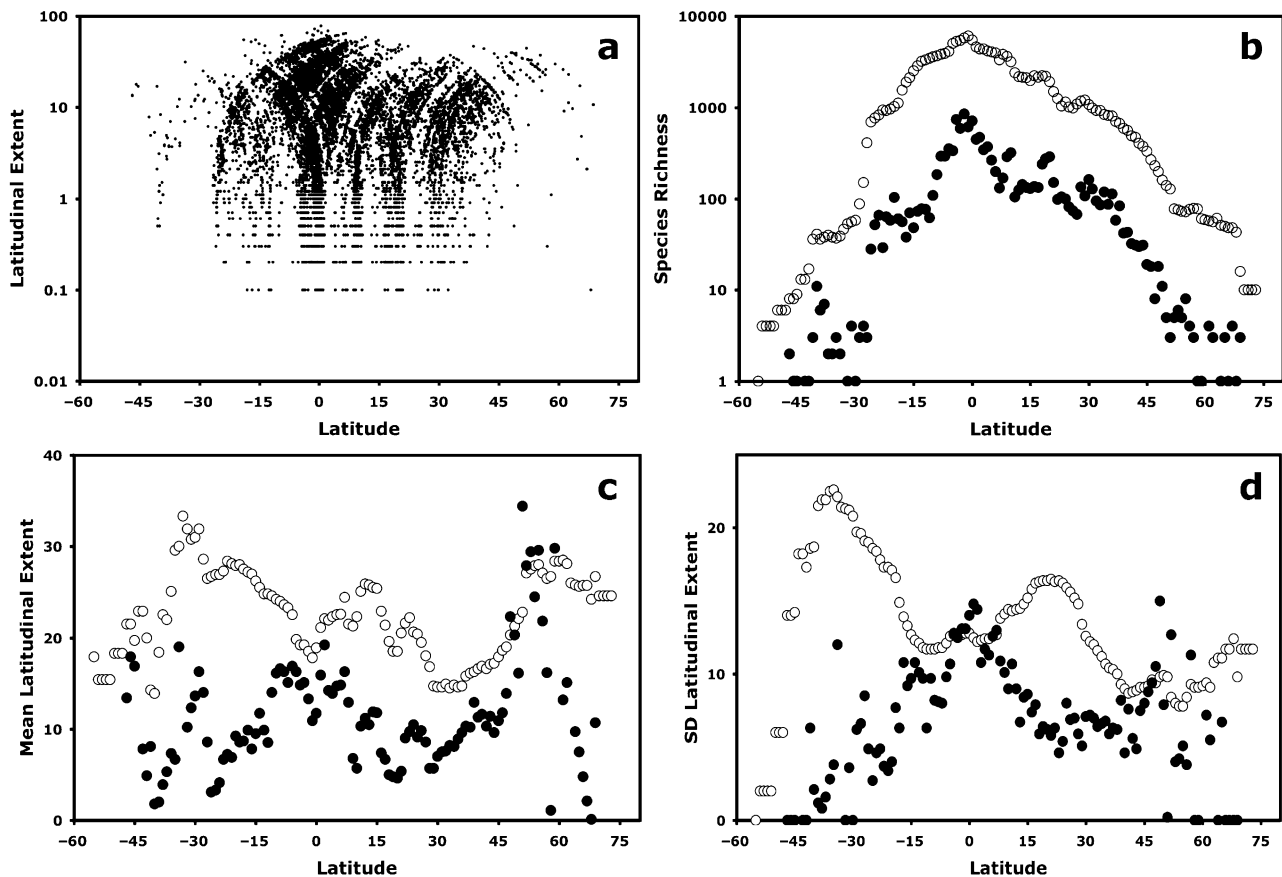 a
100
10
1
0.1
0.01
−60 −45 −30 −15 0 15 30 45 60 75
Latitude
Latitudinal Extent
b
10000
1000
100
10
1
−60 −45 −30 −15 0 15 30 45 60 75
Latitude
Species Richness
c
40
30
20
10
0
−60 −45 −30 −15 0 15 30 45 60 75
Latitude
Mean Latitudinal Extent
d
20
10
0
−60 −45 −30 −15 0 15 30 45 60 75
Latitude
SD Latitudinal Extent